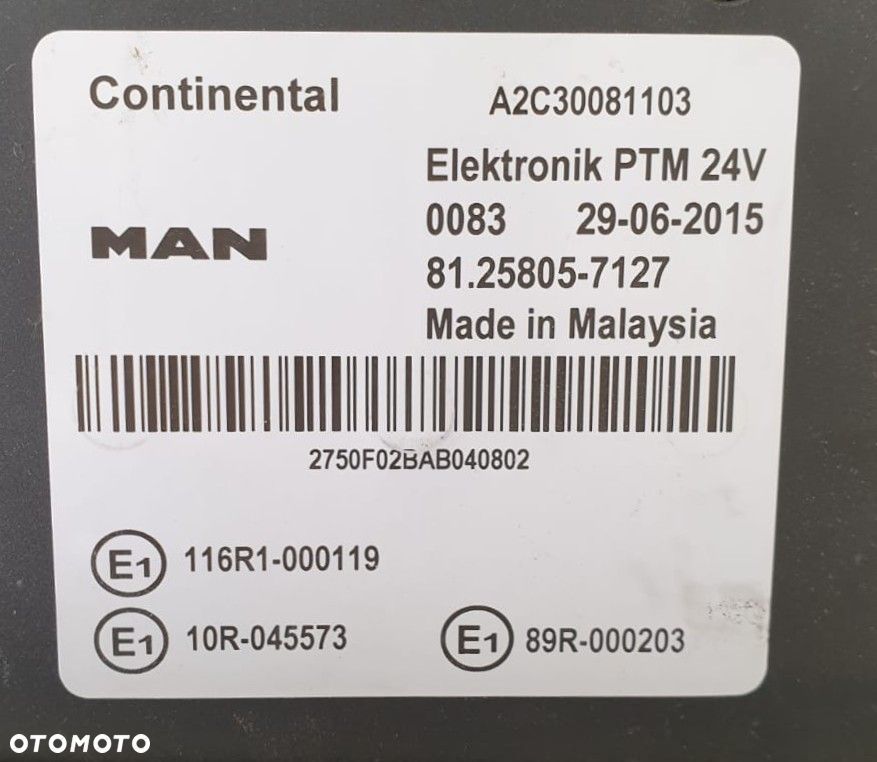 Continental A2C30081103
Elektronik PTM 24V
MAN 0083 29-06-2015
81.25805-7127
Made in Malaysia
2750F02BAB040802
E1 116R1-000119
E1 10R-045573 E1 89R-000203
OTOMOTO